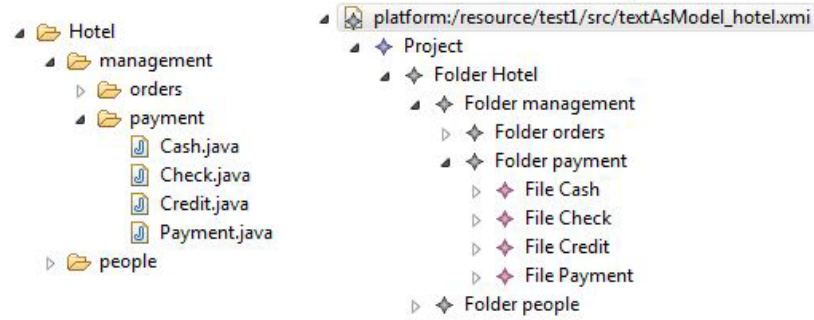 Hotel
management
orders
payment
Cash.java
Check.java
Credit.java
Payment.java
people
platform:/resource/test1/src/textAsModel_hotel.xmi
Project
Folder Hotel
Folder management
Folder orders
Folder payment
File Cash
File Check
File Credit
File Payment
Folder people